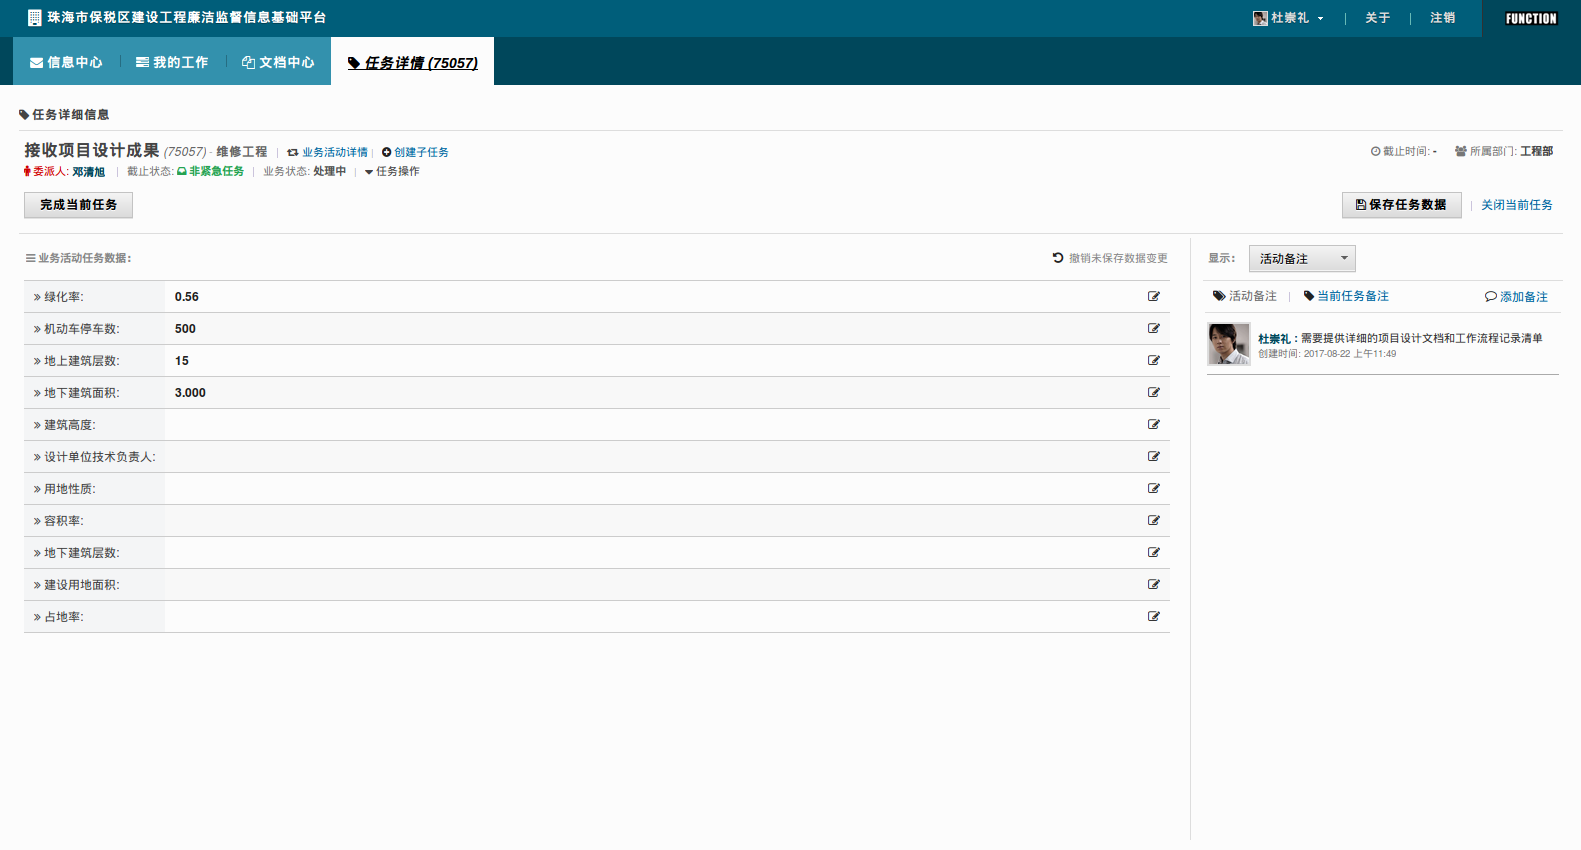 珠海市保税区建设工程廉洁监督信息基础平台 杜崇礼 关于 注销 FUNCTION
信息中心 我的工作 文档中心 任务详情 (75057)
任务详细信息
接收项目设计成果 (75057) - 维修工程 | 业务活动详情 | 创建子任务 截止时间: - 所属部门: 工程部
委派人: 邓清旭 | 截止状态: 非紧急任务 | 业务状态: 处理中 | 任务操作
完成当前任务 保存任务数据 | 关闭当前任务
业务活动任务数据: 撤销未保存数据变更 显示: 活动备注
» 绿化率: 0.56 活动备注 | 当前任务备注 添加备注
» 机动车停车数: 500
杜崇礼 : 需要提供详细的项目设计文档和工作流程记录清单
创建时间: 2017-08-22 上午11:49
» 地上建筑层数: 15
» 地下建筑面积: 3.000
» 建筑高度:
» 设计单位技术负责人:
» 用地性质:
» 容积率:
» 地下建筑层数:
» 建设用地面积:
» 占地率: